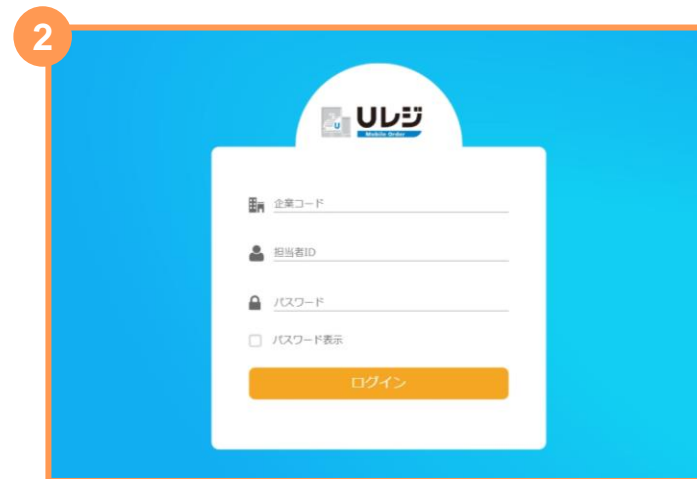 2
U
Uレジ
Mobile Order
企業コード
担当者ID
パスワード
パスワード表示
ログイン